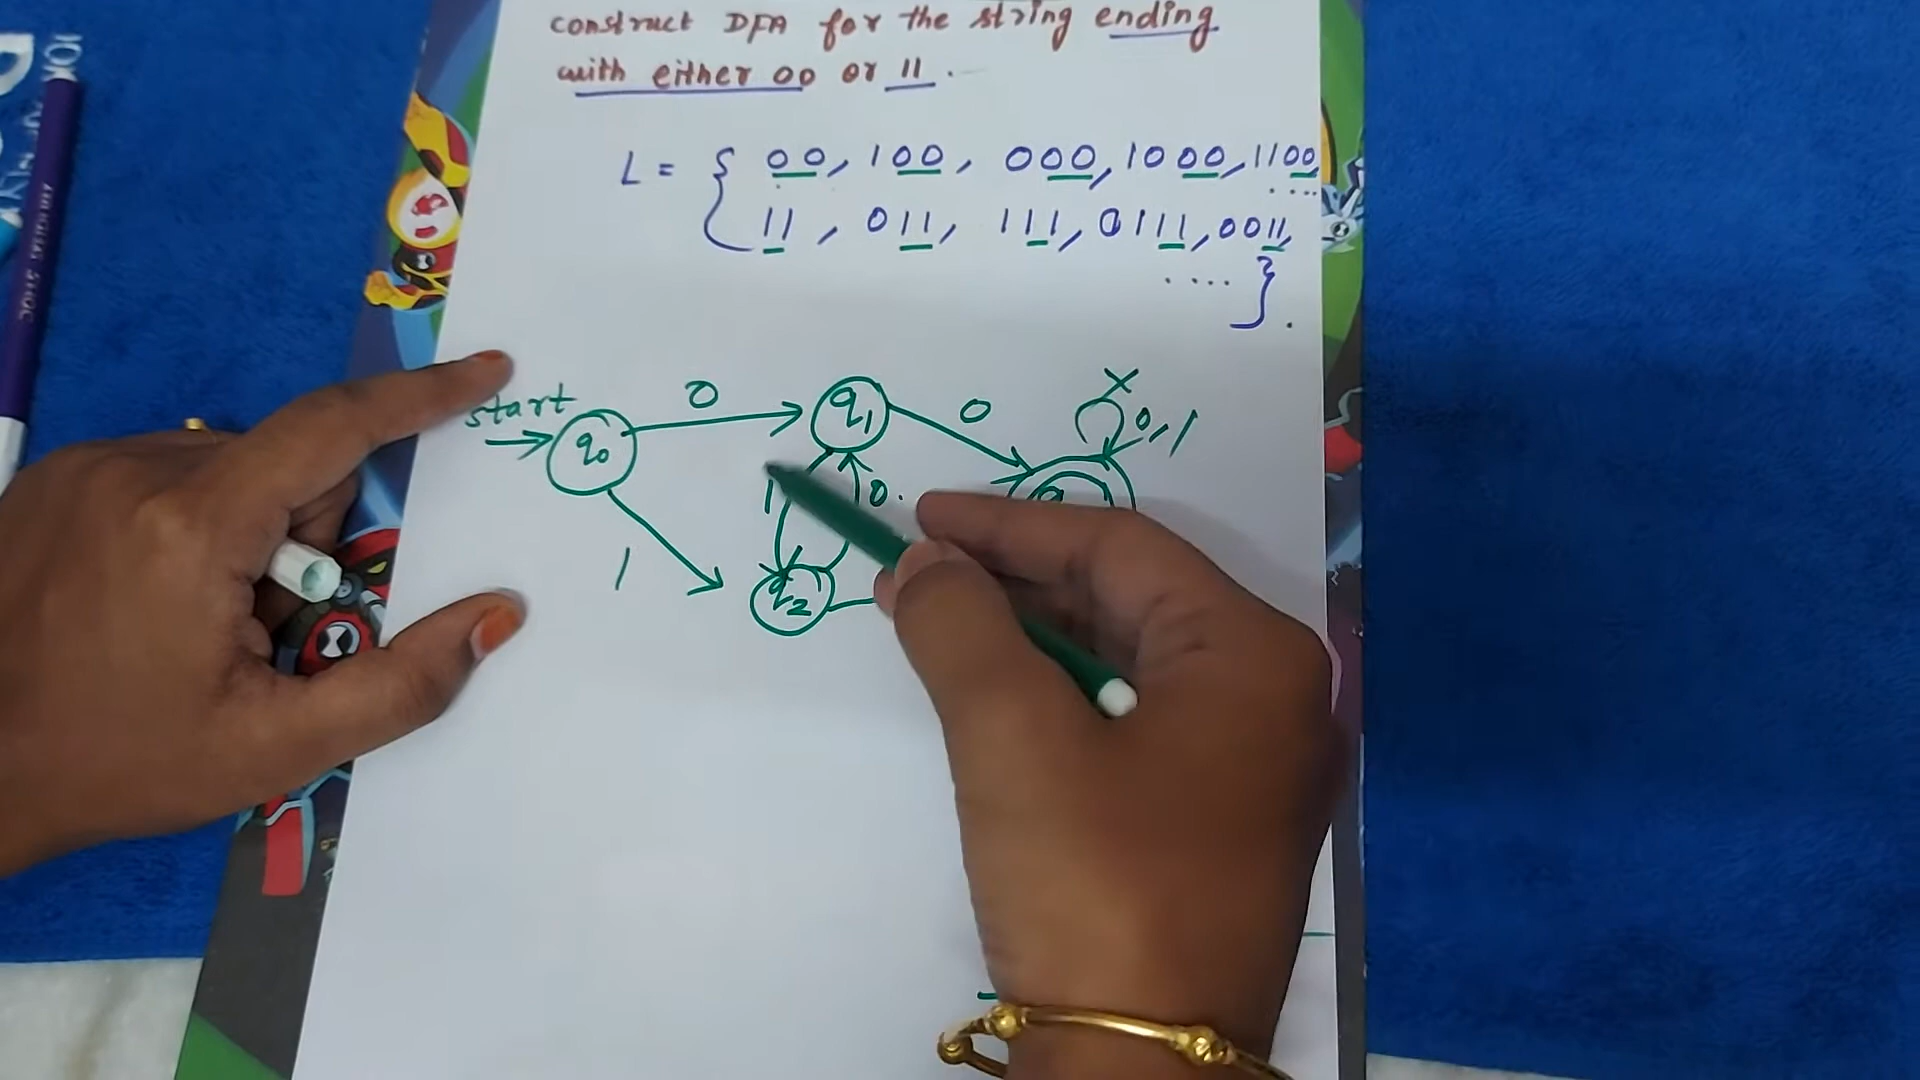 construct DFA for the string ending
with either 00 or 11.
L = { 00, 100, 000, 1000, 1100,
....
11, 011, 111, 0111, 0011,
.... }.
start
q0 0 q1 0 x 0,1
1 1 0. q
q2